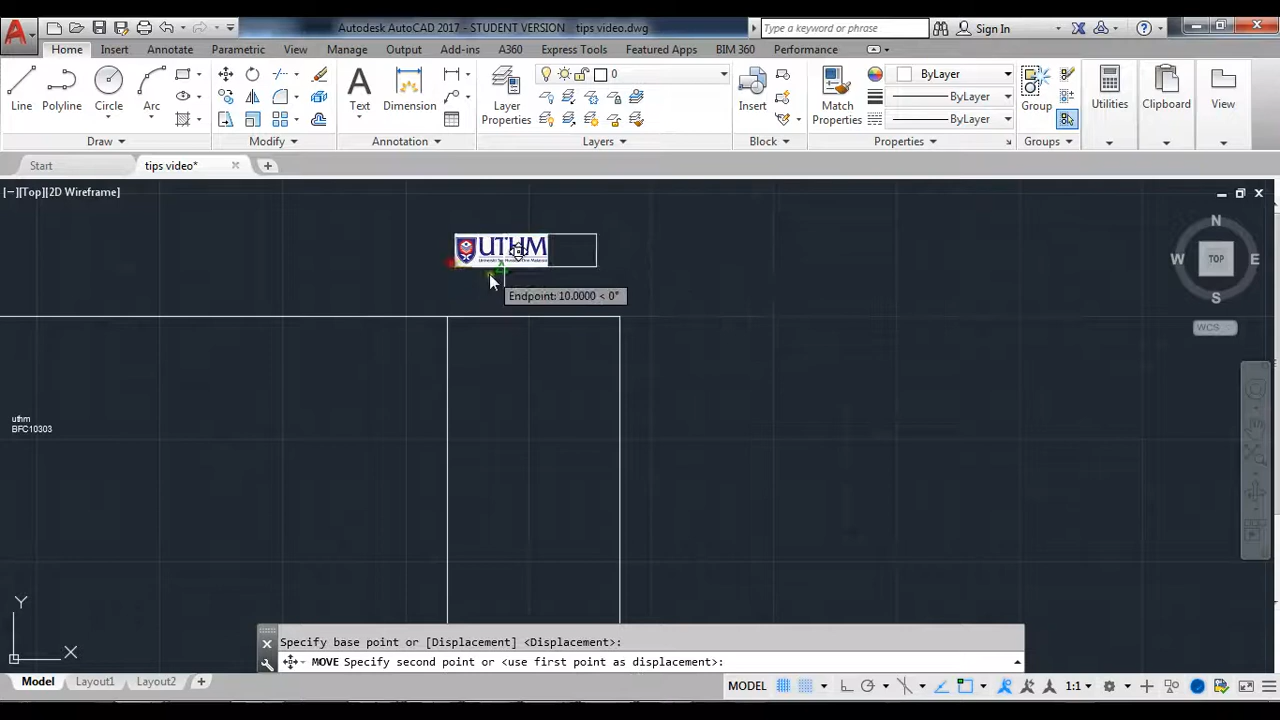 Autodesk AutoCAD 2017 - STUDENT VERSION tips video.dwg
Type a keyword or phrase
Sign In
Home Insert Annotate Parametric View Manage Output Add-ins A360 Express Tools Featured Apps BIM 360 Performance
0
ByLayer
ByLayer
ByLayer
Line Polyline Circle Arc Text Dimension Layer Properties Insert Match Properties Group Utilities Clipboard View
Draw Modify Annotation Layers Block Properties Groups
Start tips video*
[−][Top][2D Wireframe]
N
W TOP E
S
WCS
UTHM
Endpoint: 10.0000 < 0°
uthm
BFC10303
Y
X
Specify base point or [Displacement] <Displacement>:
MOVE Specify second point or <use first point as displacement>:
Model Layout1 Layout2
MODEL 1:1